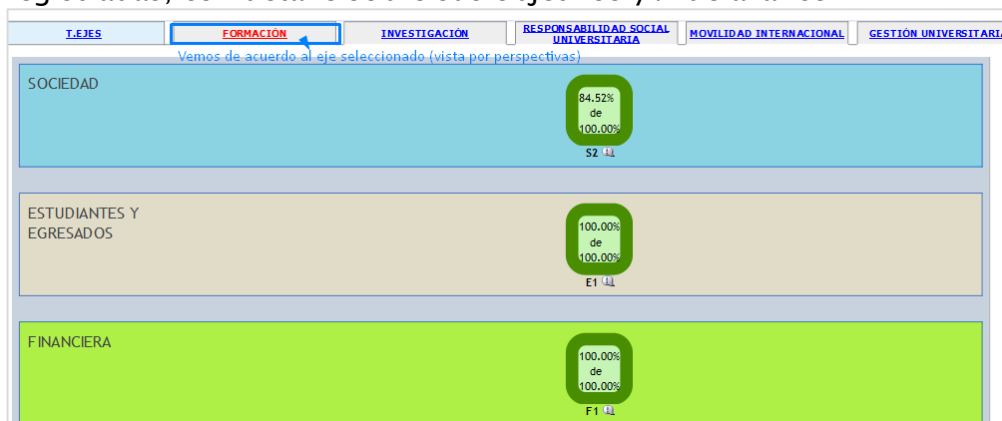 T.EJES
FORMACIÓN
INVESTIGACIÓN
RESPONSABILIDAD SOCIAL
UNIVERSITARIA
MOVILIDAD INTERNACIONAL
GESTIÓN UNIVERSITARIA
Vemos de acuerdo al eje seleccionado (vista por perspectivas)
SOCIEDAD
84.52%
de
100.00%
S2
ESTUDIANTES Y
EGRESADOS
100.00%
de
100.00%
E1
FINANCIERA
100.00%
de
100.00%
F1